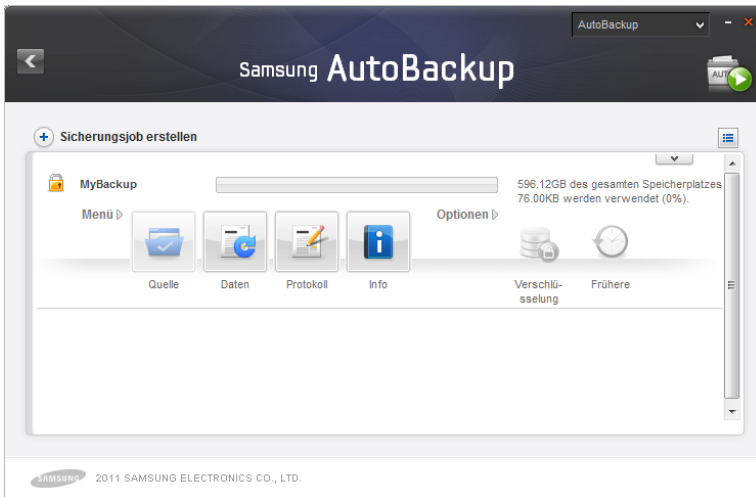 AutoBackup
Samsung AutoBackup
AUTO
Sicherungsjob erstellen
MyBackup
596.12GB des gesamten Speicherplatzes
76.00KB werden verwendet (0%).
Menü
Optionen
Quelle
Daten
Protokoll
Info
Verschlü-
sselung
Frühere
SAMSUNG
2011 SAMSUNG ELECTRONICS CO., LTD.